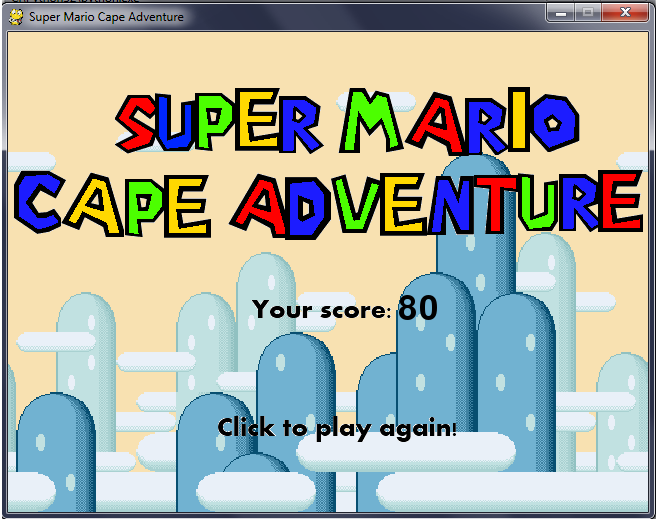 Super Mario Cape Adventure
SUPER MARIO
CAPE ADVENTURE
Your score: 80
Click to play again!